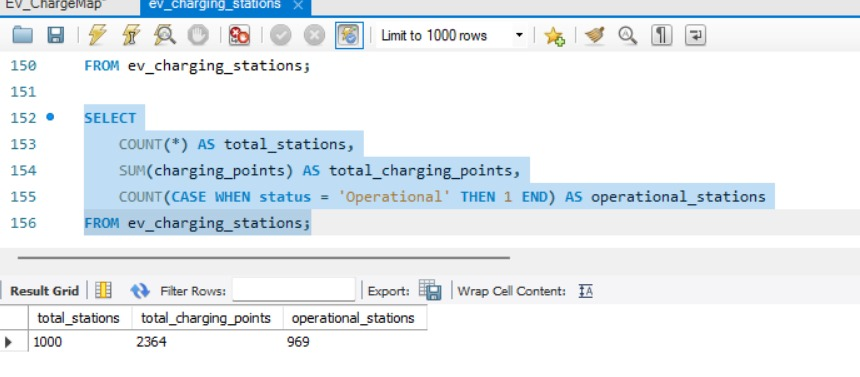 EV_ChargeMap* ev_charging_stations ×
Limit to 1000 rows
150 FROM ev_charging_stations;
151
152 SELECT
153 COUNT(*) AS total_stations,
154 SUM(charging_points) AS total_charging_points,
155 COUNT(CASE WHEN status = 'Operational' THEN 1 END) AS operational_stations
156 FROM ev_charging_stations;
Result Grid Filter Rows: Export: Wrap Cell Content:
total_stations total_charging_points operational_stations
1000 2364 969